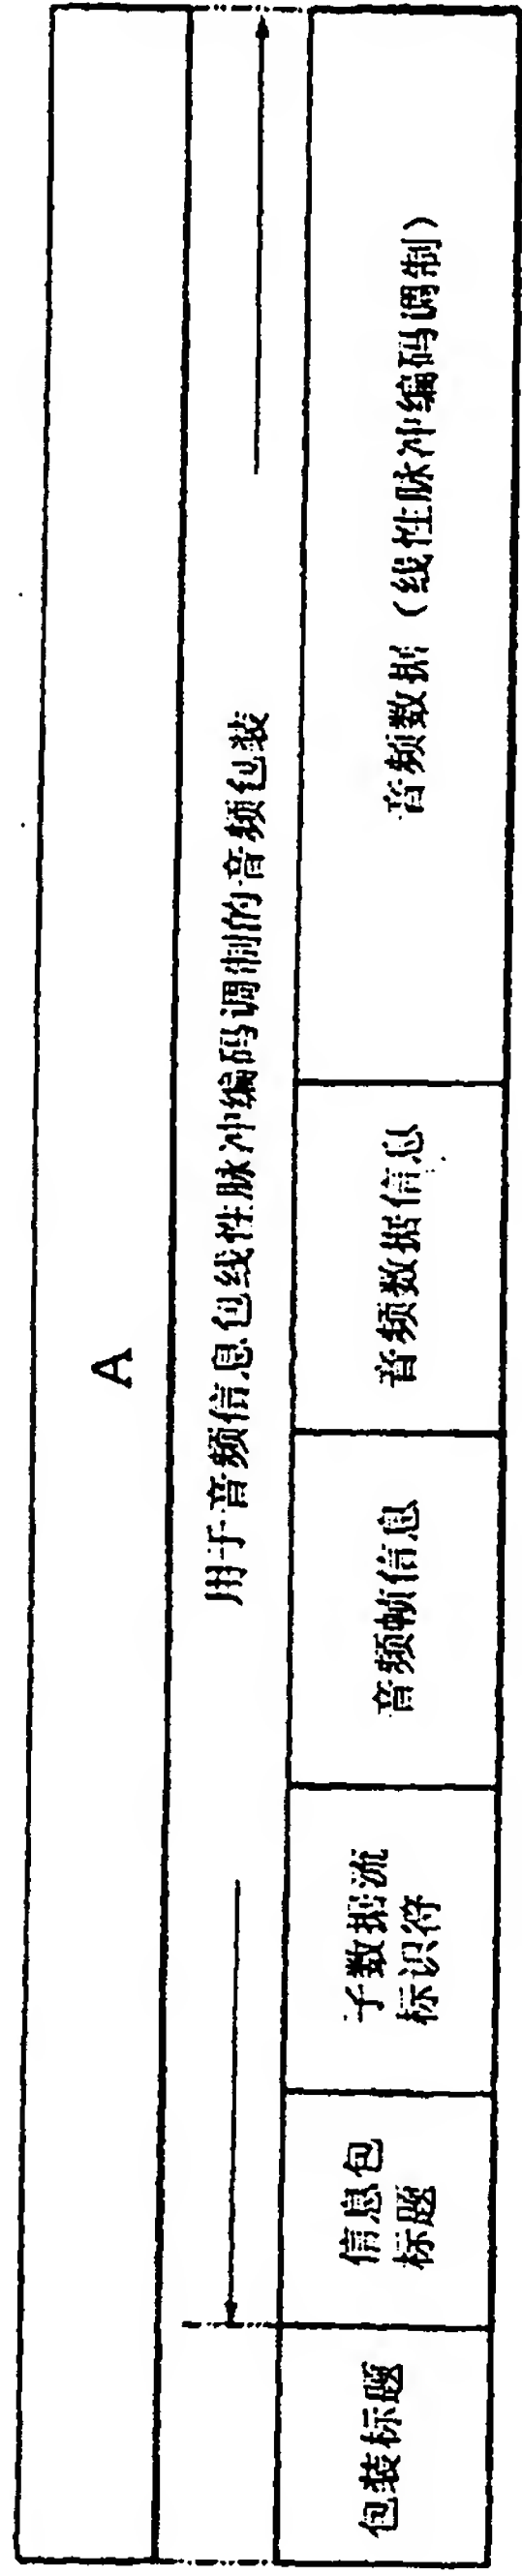 A
用于音频信息包线性脉冲编码调制的音频包装
包装标题
信息包
标题
子数据流
标识符
音频帧信息
音频数据信息
音频数据（线性脉冲编码调制）